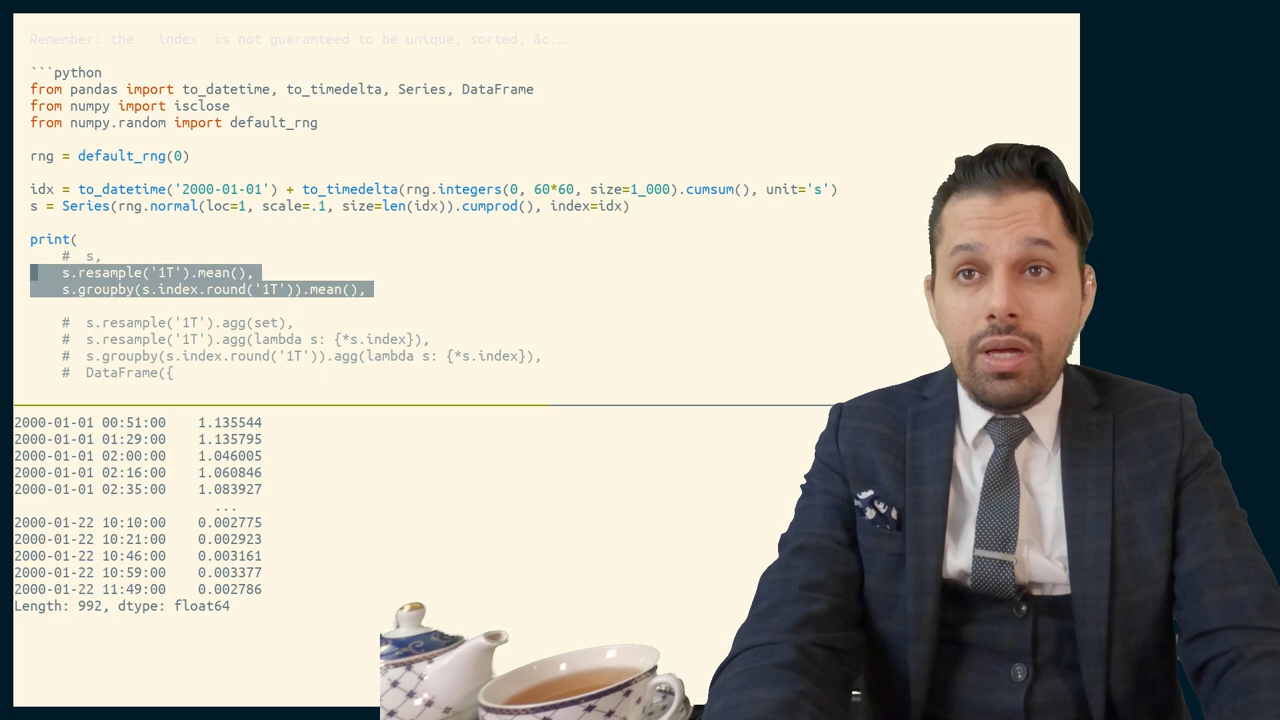 Remember: the `.index` is not guaranteed to be unique, sorted, &c…
```python
from pandas import to_datetime, to_timedelta, Series, DataFrame
from numpy import isclose
from numpy.random import default_rng
rng = default_rng(0)
idx = to_datetime('2000-01-01') + to_timedelta(rng.integers(0, 60*60, size=1_000).cumsum(), unit='s')
s = Series(rng.normal(loc=1, scale=.1, size=len(idx)).cumprod(), index=idx)
print(
    #  s,
    s.resample('1T').mean(),
    s.groupby(s.index.round('1T')).mean(),
    #  s.resample('1T').agg(set),
    #  s.resample('1T').agg(lambda s: {*s.index}),
    #  s.groupby(s.index.round('1T')).agg(lambda s: {*s.index}),
    #  DataFrame({
2000-01-01 00:51:00    1.135544
2000-01-01 01:29:00    1.135795
2000-01-01 02:00:00    1.046005
2000-01-01 02:16:00    1.060846
2000-01-01 02:35:00    1.083927
...
2000-01-22 10:10:00    0.002775
2000-01-22 10:21:00    0.002923
2000-01-22 10:46:00    0.003161
2000-01-22 10:59:00    0.003377
2000-01-22 11:49:00    0.002786
Length: 992, dtype: float64